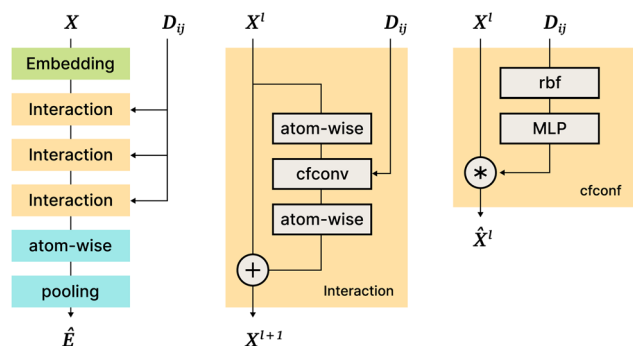 X D_ij
Embedding
Interaction
Interaction
Interaction
atom-wise
pooling
Ê
X^l D_ij
atom-wise
cfconv
atom-wise
+
Interaction
X^{l+1}
X^l D_ij
rbf
MLP
*
cfconf
X̂^l